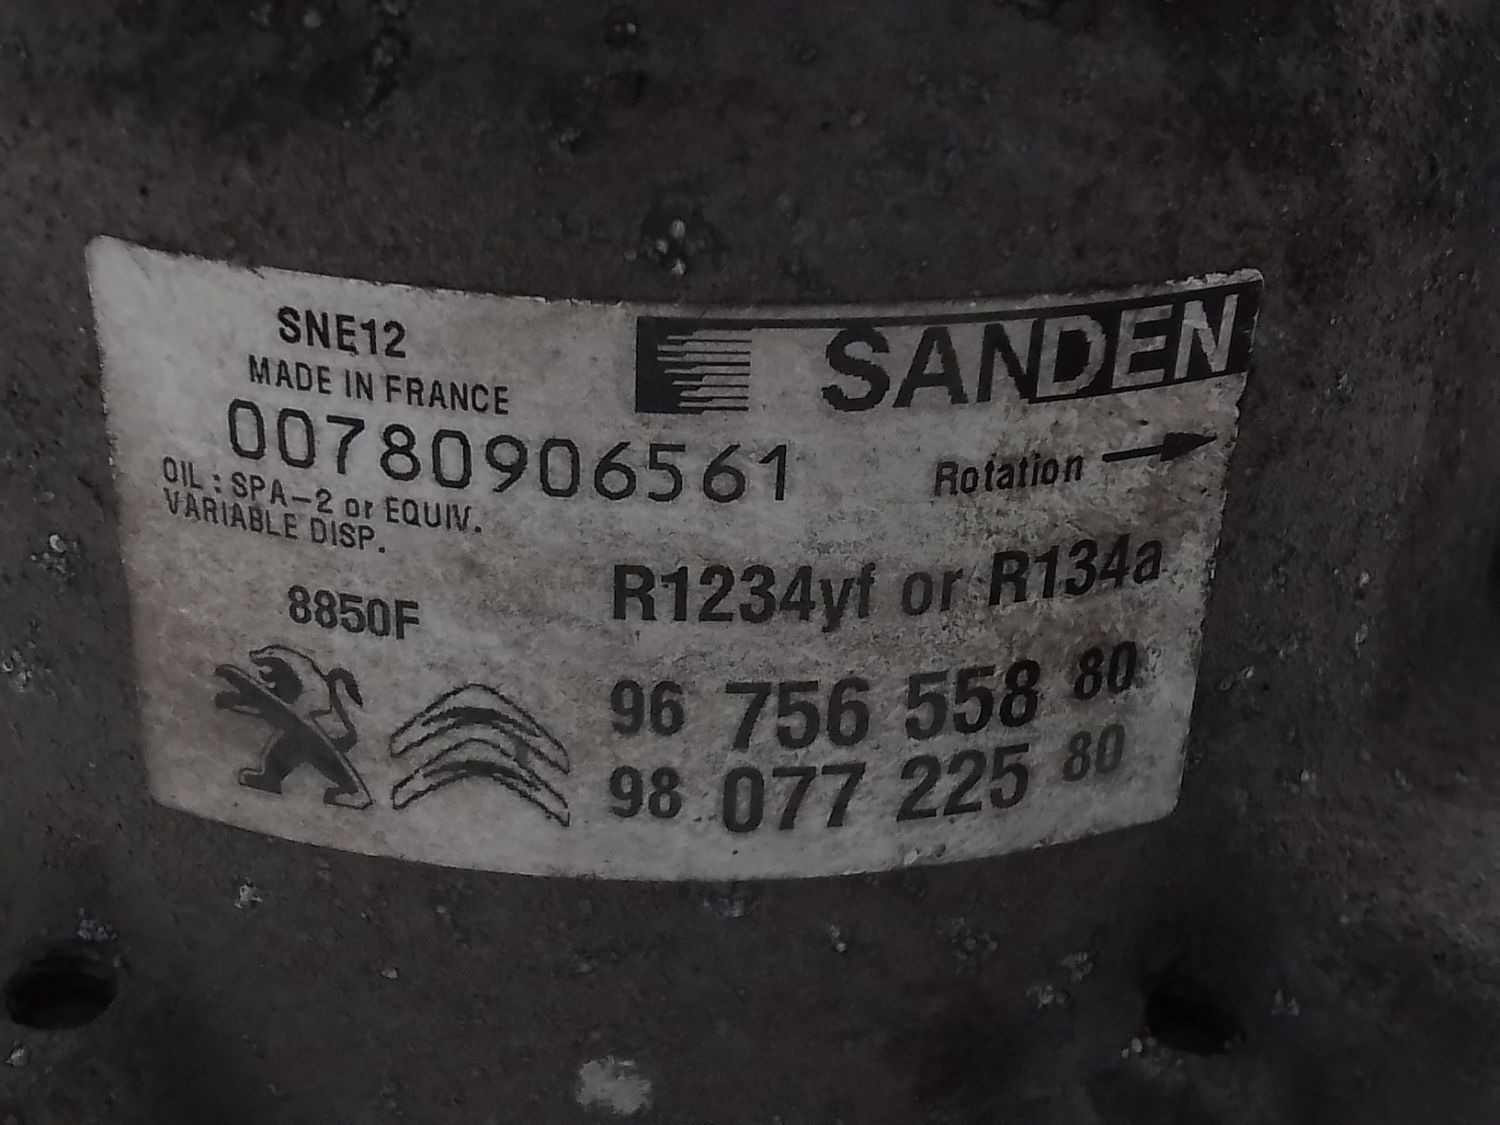 SNE12
MADE IN FRANCE
00780906561
OIL : SPA-2 or EQUIV.
VARIABLE DISP.
8850F
SANDEN
Rotation
R1234yf or R134a
96 756 558 80
98 077 225 80